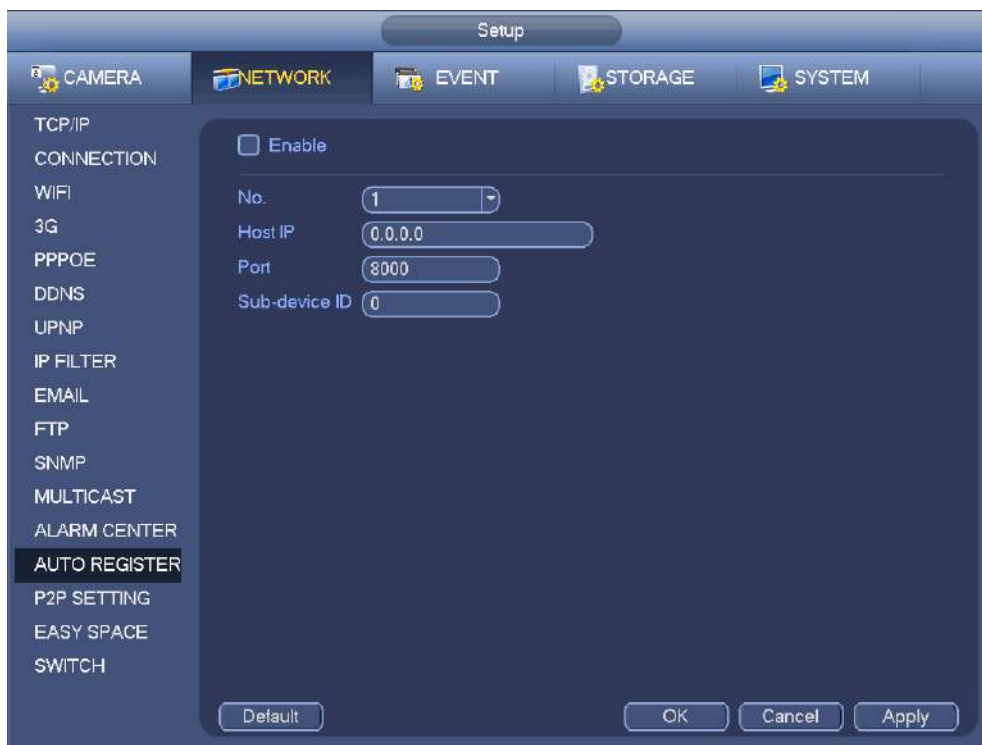 Setup
CAMERA
NETWORK
EVENT
STORAGE
SYSTEM
TCP/IP
CONNECTION
WIFI
3G
PPPOE
DDNS
UPNP
IP FILTER
EMAIL
FTP
SNMP
MULTICAST
ALARM CENTER
AUTO REGISTER
P2P SETTING
EASY SPACE
SWITCH
Enable
No. 1
Host IP 0.0.0.0
Port 8000
Sub-device ID 0
Default
OK
Cancel
Apply